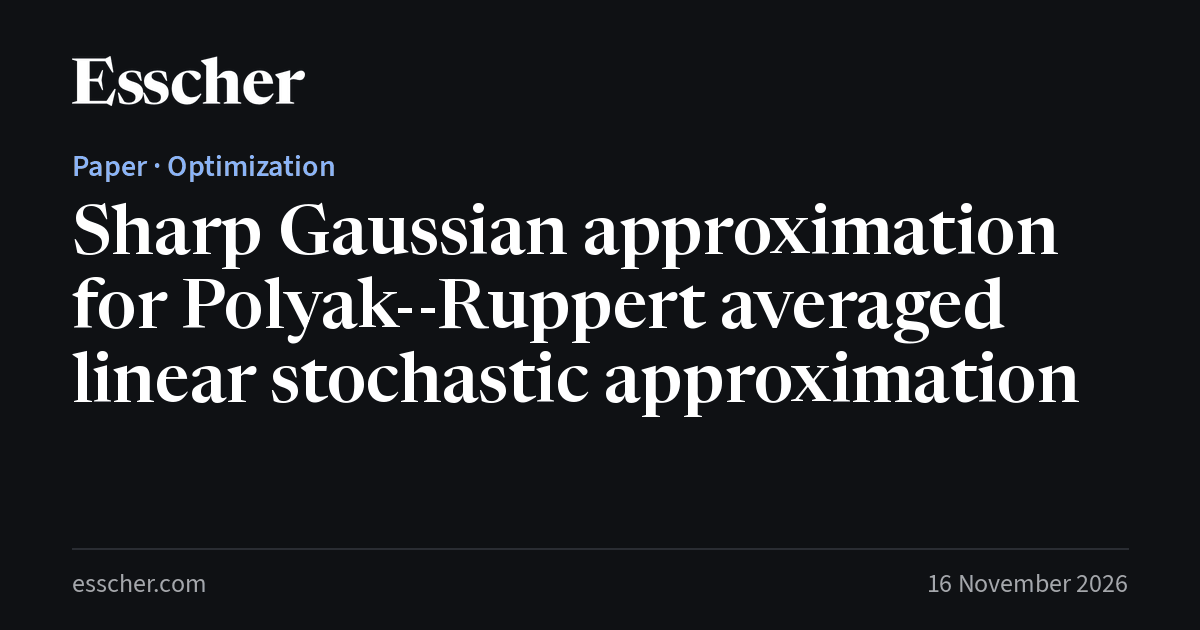 Esscher
Paper · Optimization
Sharp Gaussian approximation
for Polyak--Ruppert averaged
linear stochastic approximation
esscher.com
16 November 2026